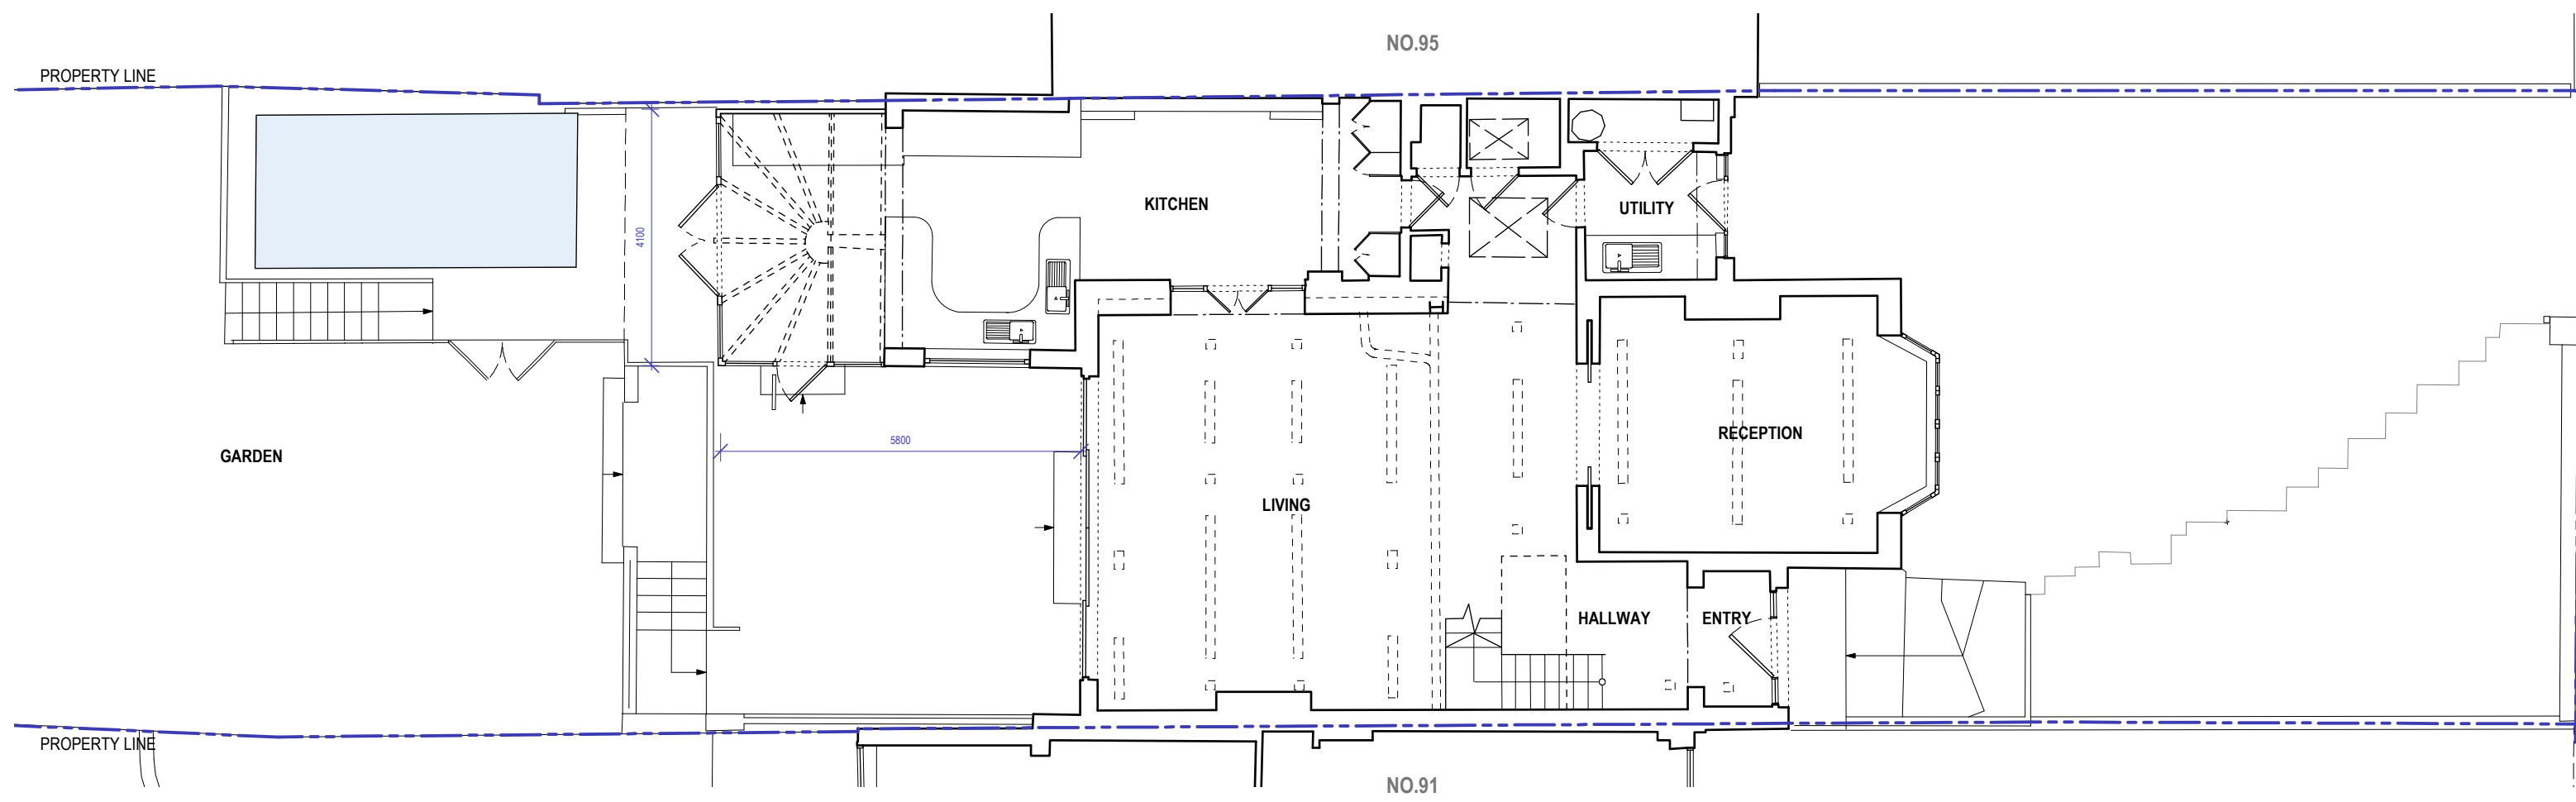 NO.95
PROPERTY LINE
KITCHEN
UTILITY
4100
RECEPTION
5800
GARDEN
LIVING
HALLWAY
ENTRY
PROPERTY LINE
NO.91